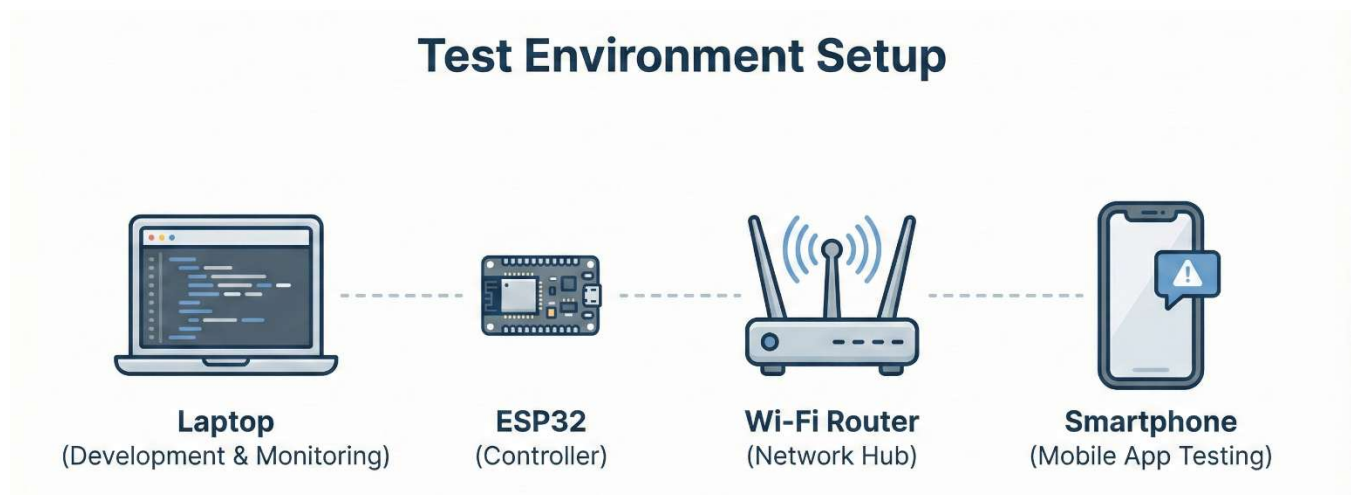 Test Environment Setup
Laptop
(Development & Monitoring)
ESP32
(Controller)
Wi-Fi Router
(Network Hub)
Smartphone
(Mobile App Testing)